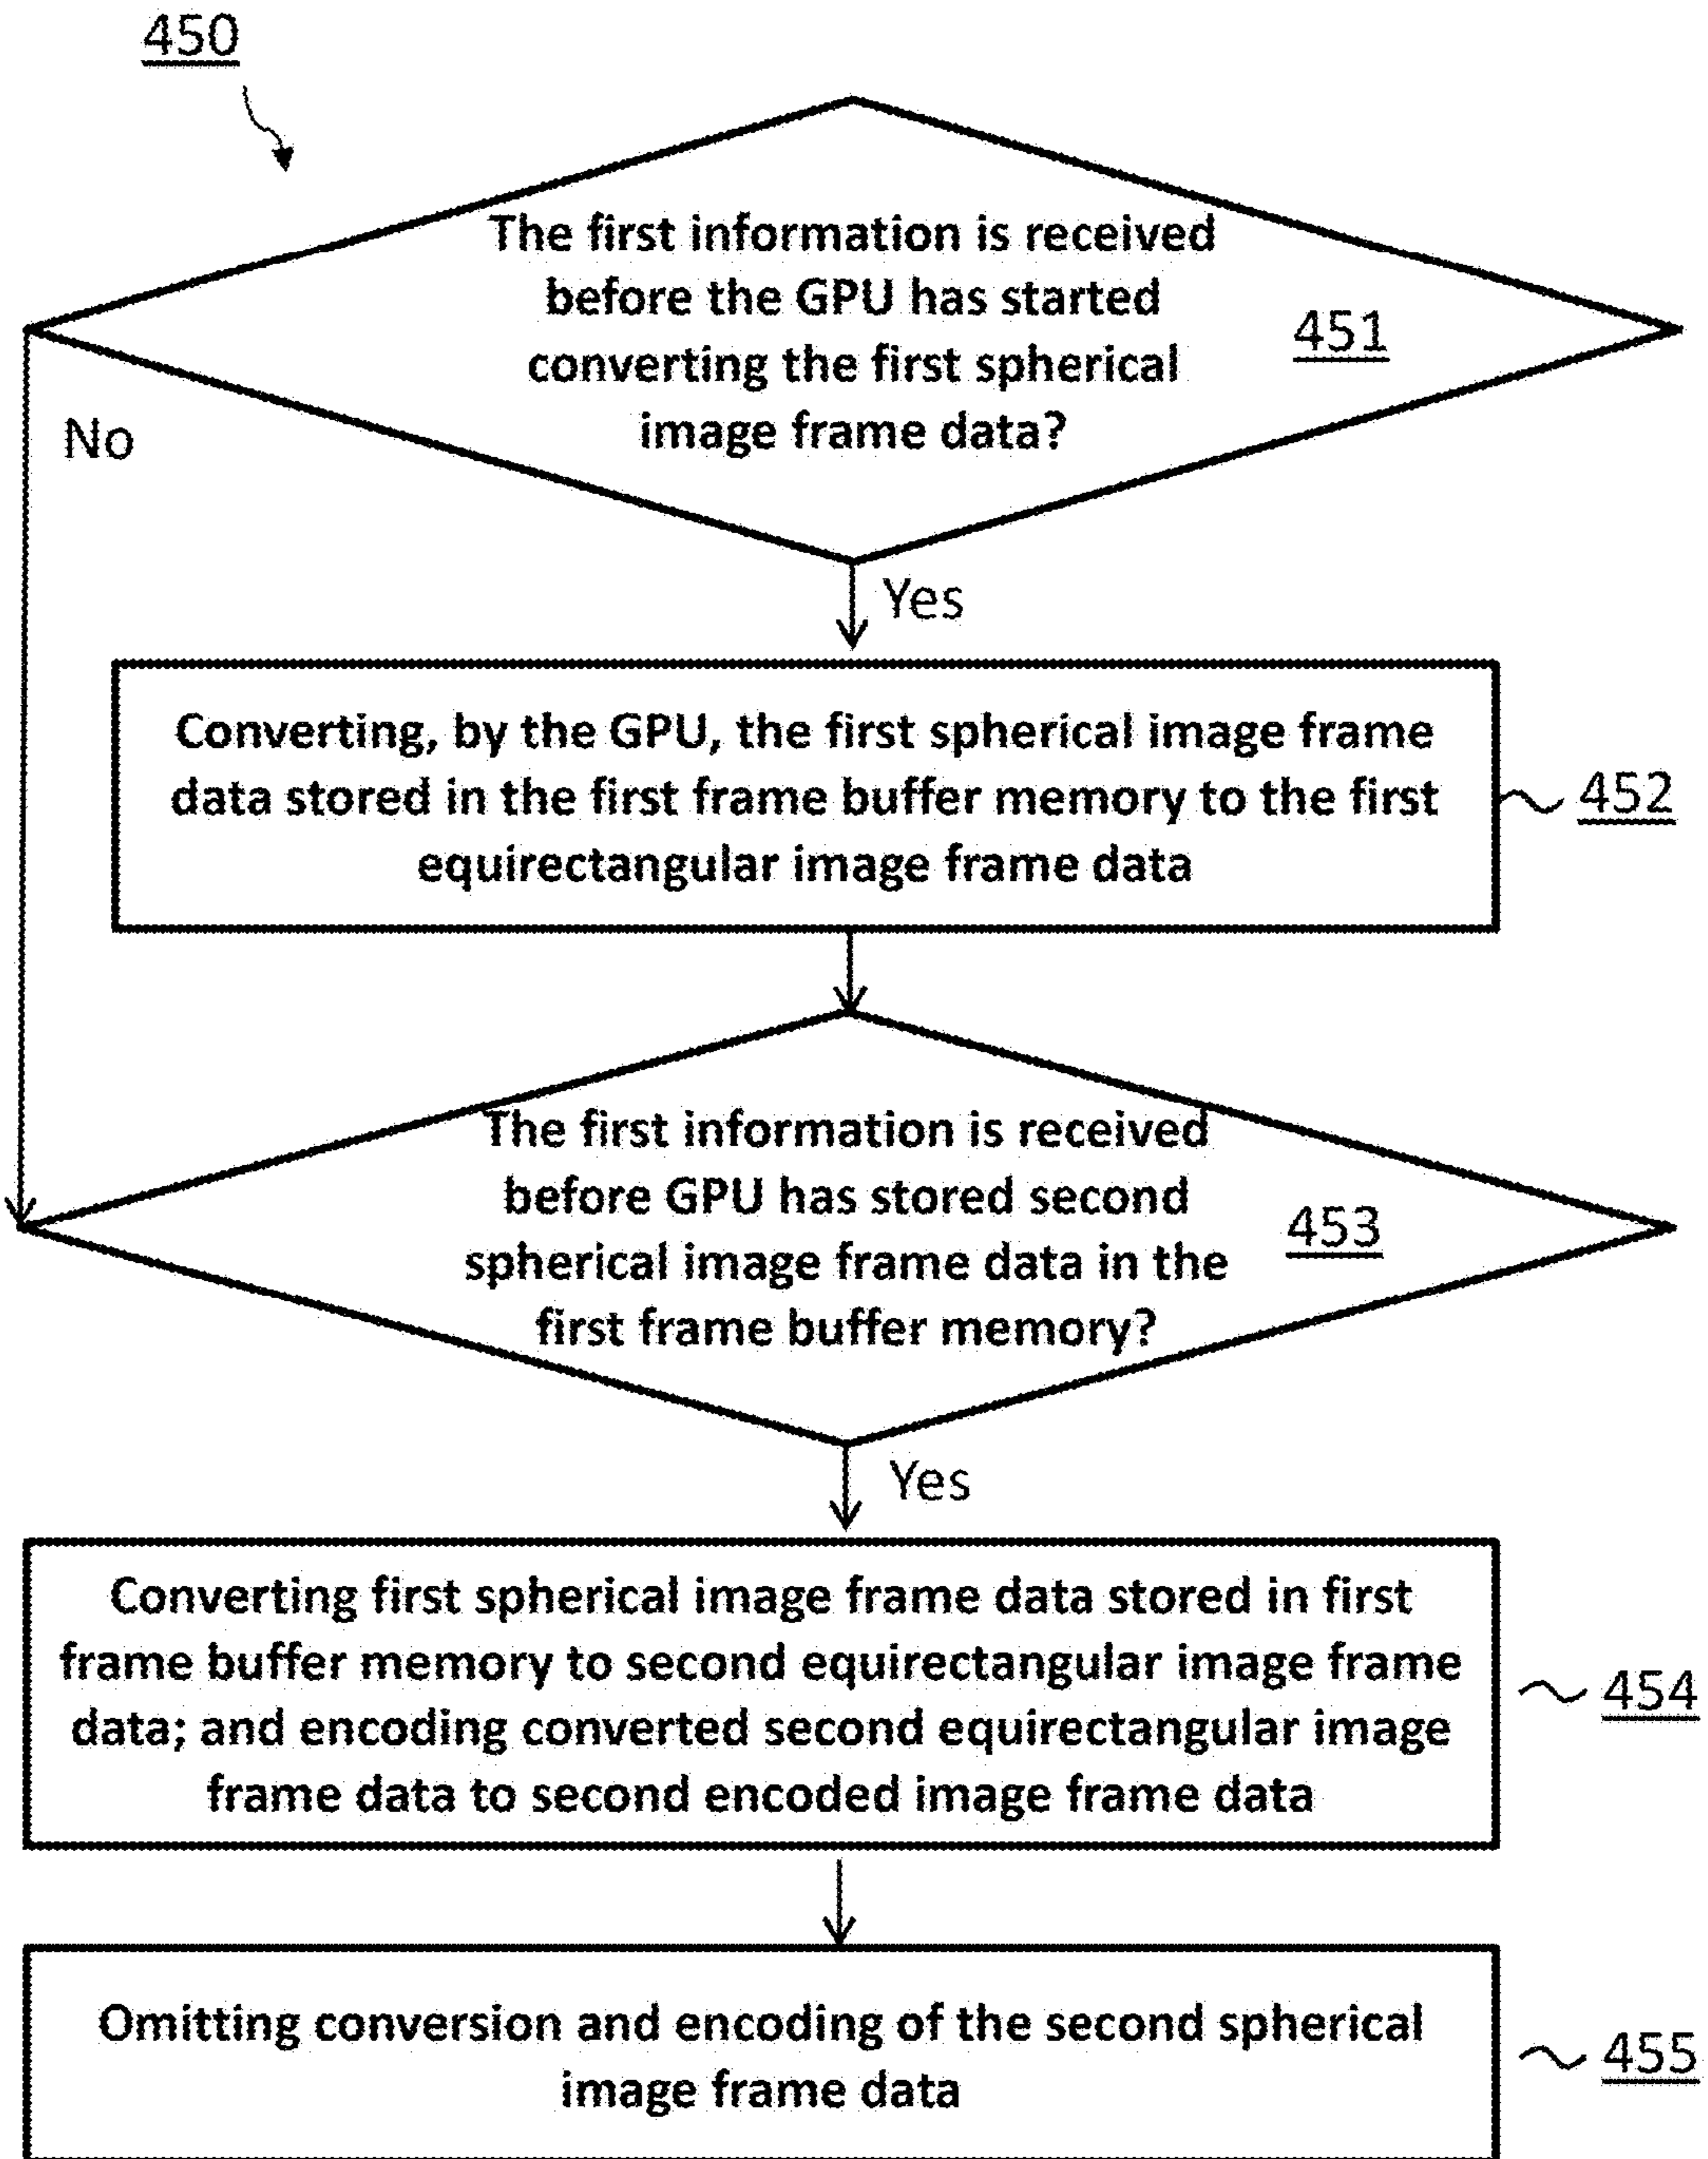 450
The first information is received
before the GPU has started
converting the first spherical
image frame data?
451
No
Yes
Converting, by the GPU, the first spherical image frame
data stored in the first frame buffer memory to the first
equirectangular image frame data
452
The first information is received
before GPU has stored second
spherical image frame data in the
first frame buffer memory?
453
Yes
Converting first spherical image frame data stored in first
frame buffer memory to second equirectangular image frame
data; and encoding converted second equirectangular image
frame data to second encoded image frame data
454
Omitting conversion and encoding of the second spherical
image frame data
455